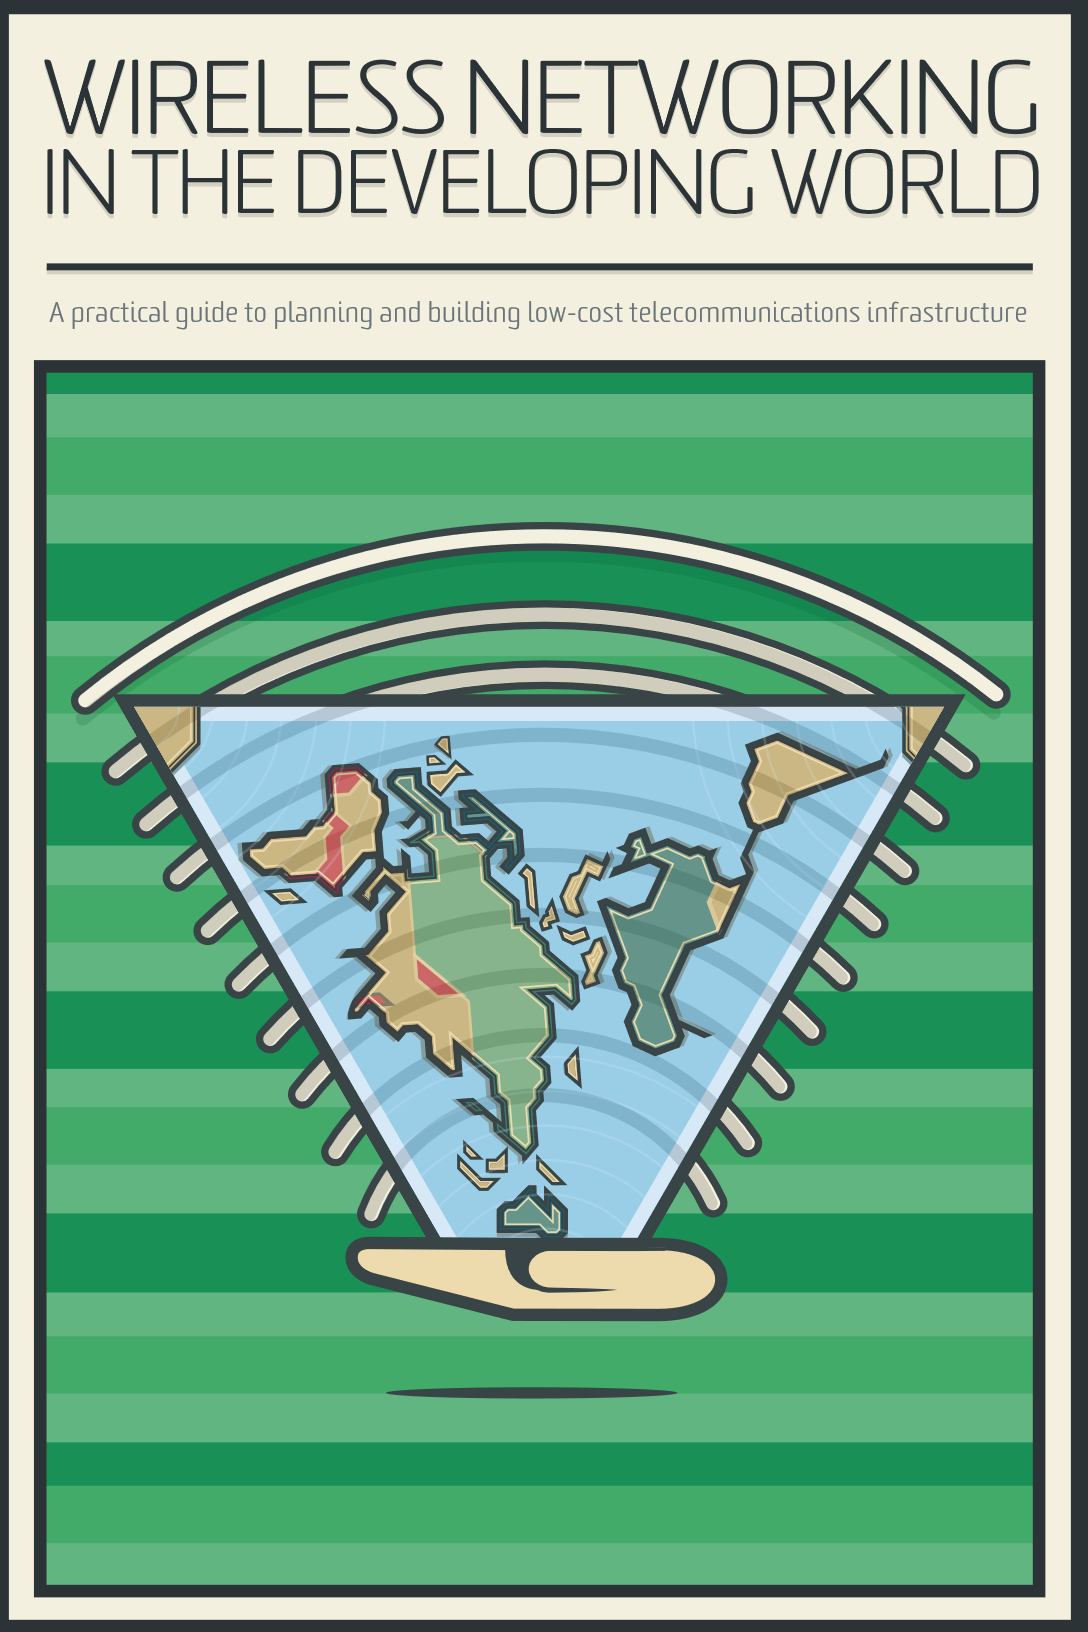 WIRELESS NETWORKING
IN THE DEVELOPING WORLD
A practical guide to planning and building low-cost telecommunications infrastructure